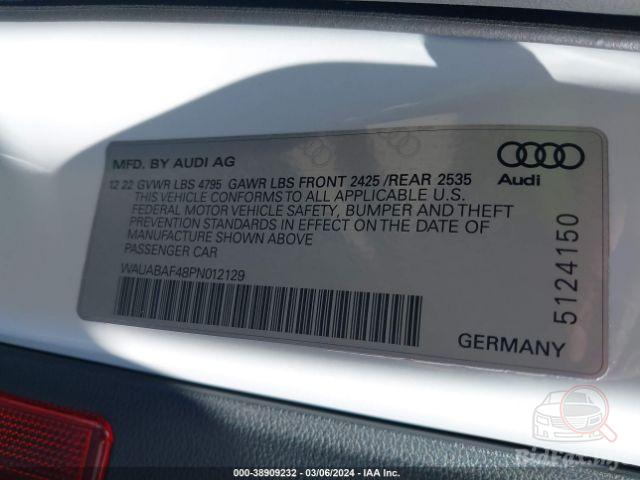 MFD. BY AUDI AG
12 22 GVWR LBS 4795 GAWR LBS FRONT 2425 /REAR 2535
THIS VEHICLE CONFORMS TO ALL APPLICABLE U.S.
FEDERAL MOTOR VEHICLE SAFETY, BUMPER AND THEFT
PREVENTION STANDARDS IN EFFECT ON THE DATE OF
MANUFACTURE SHOWN ABOVE
PASSENGER CAR
WAUABAF48PN012129
Audi
5124150
GERMANY
000-38909232 - 03/06/2024 - IAA Inc.